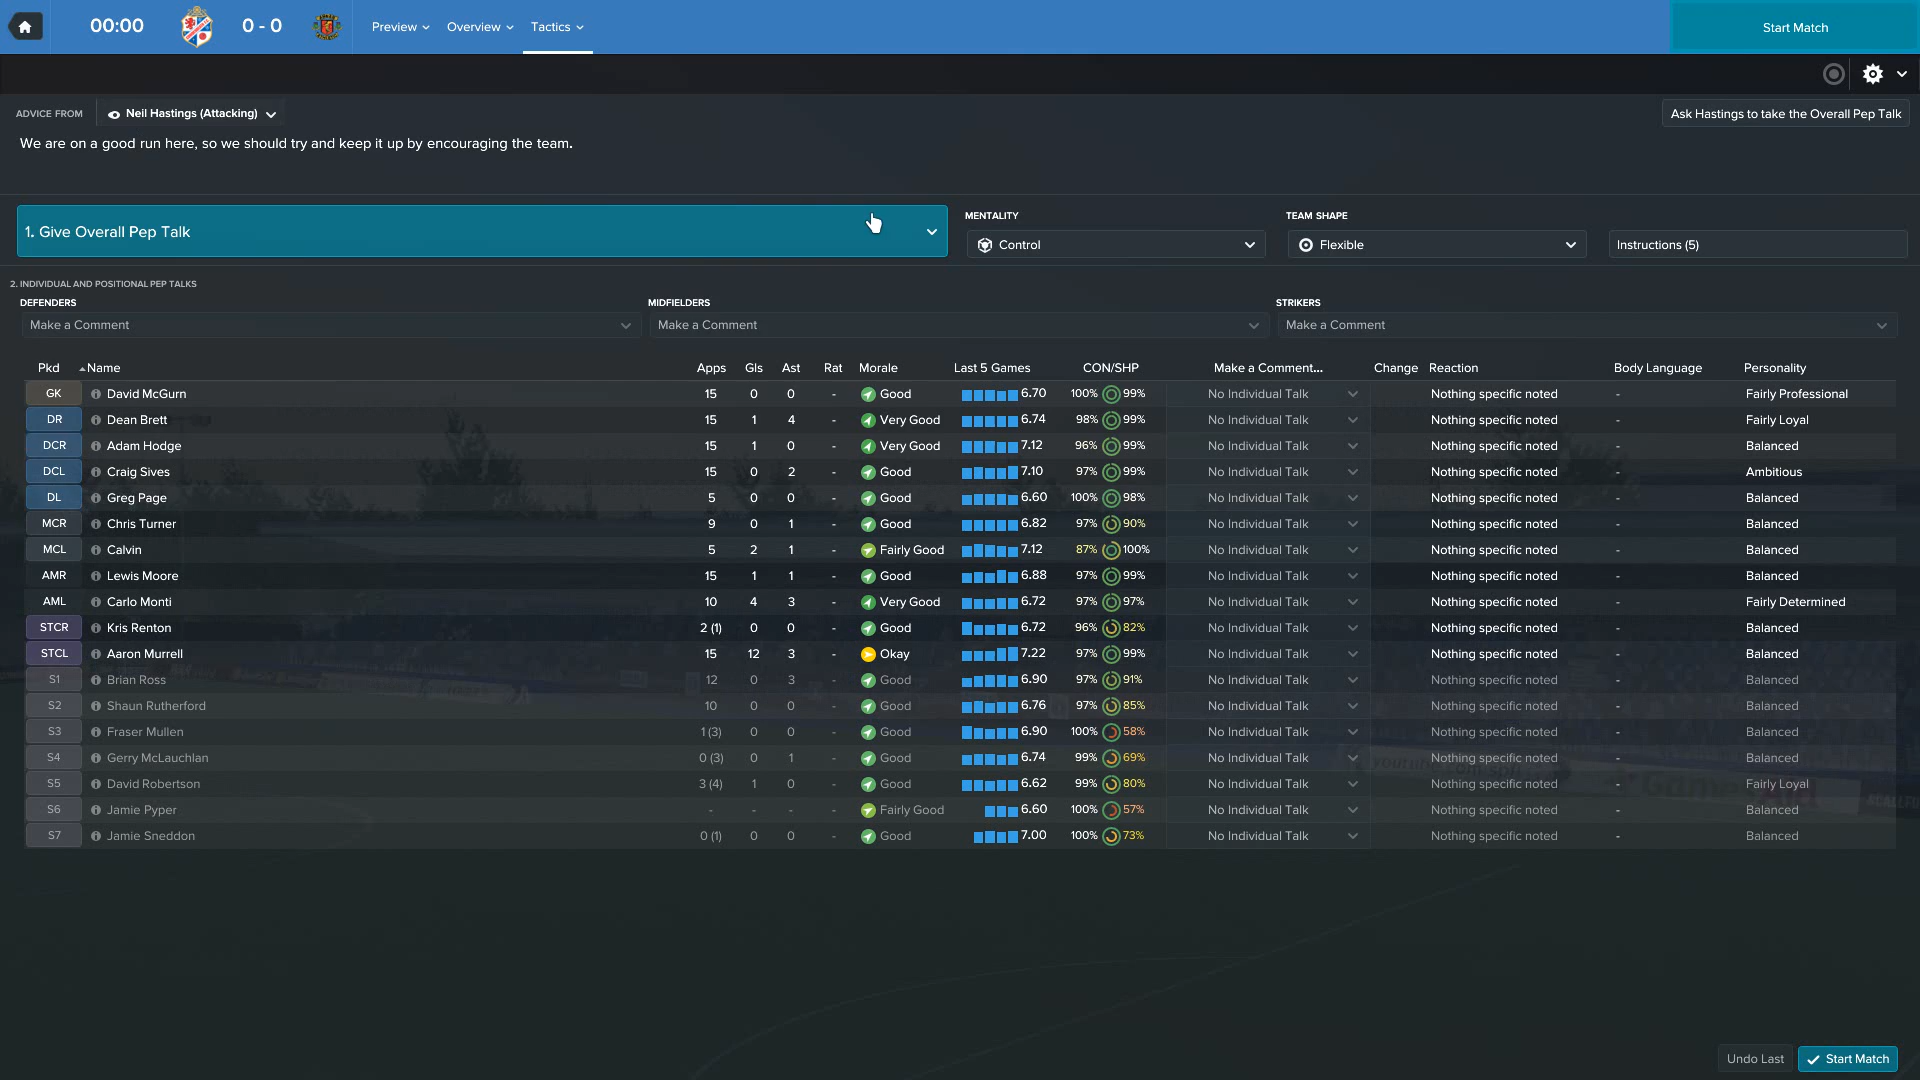 00:00 0 - 0 Preview Overview Tactics Start Match
ADVICE FROM Neil Hastings (Attacking) Ask Hastings to take the Overall Pep Talk
We are on a good run here, so we should try and keep it up by encouraging the team.
1. Give Overall Pep Talk
MENTALITY TEAM SHAPE
Control Flexible Instructions (5)
2. INDIVIDUAL AND POSITIONAL PEP TALKS
DEFENDERS MIDFIELDERS STRIKERS
Make a Comment Make a Comment Make a Comment
Pkd Name Apps Gls Ast Rat Morale Last 5 Games CON/SHP Make a Comment... Change Reaction Body Language Personality
GK David McGurn 15 0 0 - Good 6.70 100% 99% No Individual Talk Nothing specific noted - Fairly Professional
DR Dean Brett 15 1 4 - Very Good 6.74 98% 99% No Individual Talk Nothing specific noted - Fairly Loyal
DCR Adam Hodge 15 1 0 - Very Good 7.12 96% 99% No Individual Talk Nothing specific noted - Balanced
DCL Craig Sives 15 0 2 - Good 7.10 97% 99% No Individual Talk Nothing specific noted - Ambitious
DL Greg Page 5 0 0 - Good 6.60 100% 98% No Individual Talk Nothing specific noted - Balanced
MCR Chris Turner 9 0 1 - Good 6.82 97% 90% No Individual Talk Nothing specific noted - Balanced
MCL Calvin 5 2 1 - Fairly Good 7.12 87% 100% No Individual Talk Nothing specific noted - Balanced
AMR Lewis Moore 15 1 1 - Good 6.88 97% 99% No Individual Talk Nothing specific noted - Balanced
AML Carlo Monti 10 4 3 - Very Good 6.72 97% 97% No Individual Talk Nothing specific noted - Fairly Determined
STCR Kris Renton 2 (1) 0 0 - Good 6.72 96% 82% No Individual Talk Nothing specific noted - Balanced
STCL Aaron Murrell 15 12 3 - Okay 7.22 97% 99% No Individual Talk Nothing specific noted - Balanced
S1 Brian Ross 12 0 3 - Good 6.90 97% 91% No Individual Talk Nothing specific noted - Balanced
S2 Shaun Rutherford 10 0 0 - Good 6.76 97% 85% No Individual Talk Nothing specific noted - Balanced
S3 Fraser Mullen 1 (3) 0 0 - Good 6.90 100% 58% No Individual Talk Nothing specific noted - Balanced
S4 Gerry McLauchlan 0 (3) 0 1 - Good 6.74 99% 69% No Individual Talk Nothing specific noted - Balanced
S5 David Robertson 3 (4) 1 0 - Good 6.62 99% 80% No Individual Talk Nothing specific noted - Fairly Loyal
S6 Jamie Pyper - - - - Fairly Good 6.60 100% 57% No Individual Talk Nothing specific noted - Balanced
S7 Jamie Sneddon 0 (1) 0 0 - Good 7.00 100% 73% No Individual Talk Nothing specific noted - Balanced
Undo Last Start Match